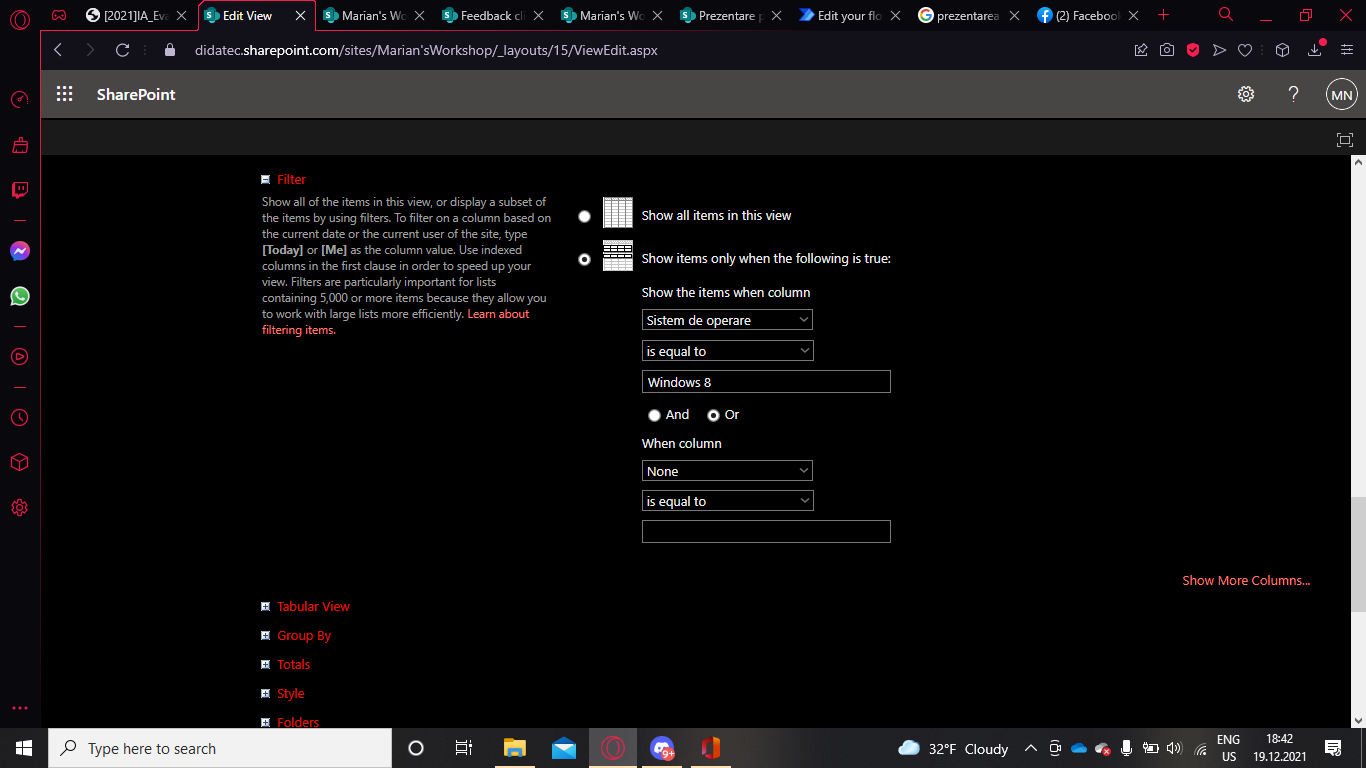 [2021]IA_Eva
Edit View
Marian's Wo
Feedback cli
Marian's Wo
Prezentare p
Edit your flo
prezentarea
(2) Facebook
didatec.sharepoint.com/sites/Marian'sWorkshop/_layouts/15/ViewEdit.aspx
SharePoint
?
MN
Filter
Show all of the items in this view, or display a subset of
the items by using filters. To filter on a column based on
the current date or the current user of the site, type
[Today] or [Me] as the column value. Use indexed
columns in the first clause in order to speed up your
view. Filters are particularly important for lists
containing 5,000 or more items because they allow you
to work with large lists more efficiently. Learn about
filtering items.
Show all items in this view
Show items only when the following is true:
Show the items when column
Sistem de operare
is equal to
Windows 8
And Or
When column
None
is equal to
Show More Columns...
Tabular View
Group By
Totals
Style
Folders
Type here to search
9+
32°F Cloudy
ENG
US
18:42
19.12.2021